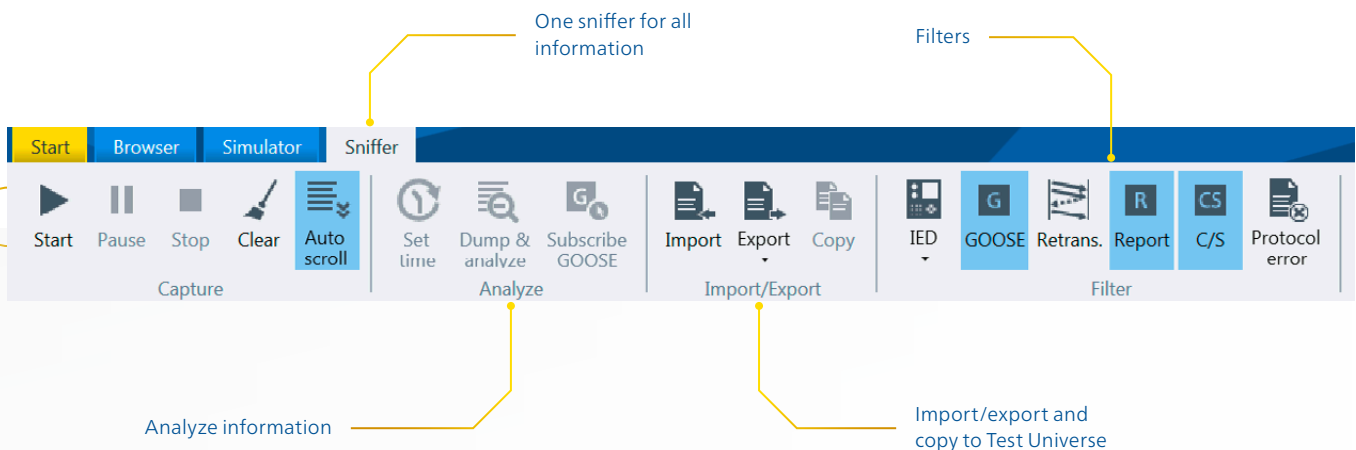 One sniffer for all
information
Filters
Start Browser Simulator Sniffer
Start Pause Stop Clear Auto
scroll
Set
time
Dump &
analyze
Subscribe
GOOSE
Import Export Copy
IED GOOSE Retrans. Report C/S Protocol
error
G
G
R
CS
Capture Analyze Import/Export Filter
Analyze information
Import/export and
copy to Test Universe